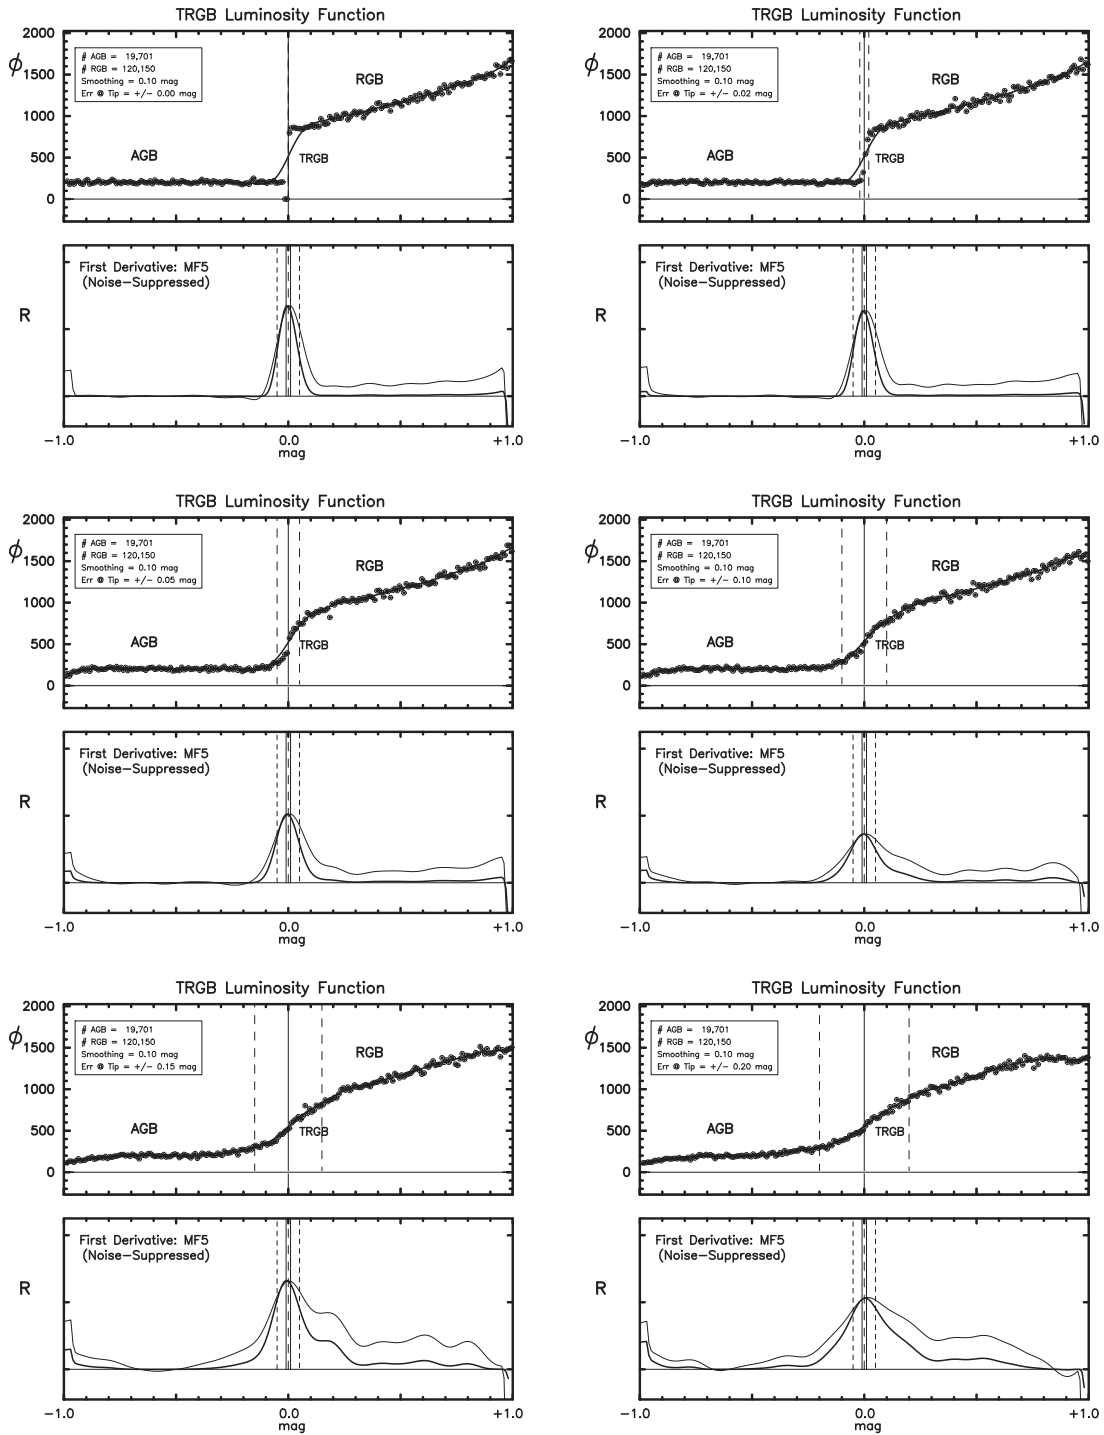 TRGB Luminosity Function
2000
ϕ
1500
1000
500
0
# AGB = 19,701
# RGB = 120,150
Smoothing = 0.10 mag
Err @ Tip = +/- 0.00 mag
RGB
AGB
TRGB
First Derivative: MF5
(Noise-Suppressed)
R
-1.0
0.0
+1.0
mag
TRGB Luminosity Function
2000
ϕ
1500
1000
500
0
# AGB = 19,701
# RGB = 120,150
Smoothing = 0.10 mag
Err @ Tip = +/- 0.02 mag
RGB
AGB
TRGB
First Derivative: MF5
(Noise-Suppressed)
R
-1.0
0.0
+1.0
mag
TRGB Luminosity Function
2000
ϕ
1500
1000
500
0
# AGB = 19,701
# RGB = 120,150
Smoothing = 0.10 mag
Err @ Tip = +/- 0.05 mag
RGB
AGB
TRGB
First Derivative: MF5
(Noise-Suppressed)
R
-1.0
0.0
+1.0
mag
TRGB Luminosity Function
2000
ϕ
1500
1000
500
0
# AGB = 19,701
# RGB = 120,150
Smoothing = 0.10 mag
Err @ Tip = +/- 0.10 mag
RGB
AGB
TRGB
First Derivative: MF5
(Noise-Suppressed)
R
-1.0
0.0
+1.0
mag
TRGB Luminosity Function
2000
ϕ
1500
1000
500
0
# AGB = 19,701
# RGB = 120,150
Smoothing = 0.10 mag
Err @ Tip = +/- 0.15 mag
RGB
AGB
TRGB
First Derivative: MF5
(Noise-Suppressed)
R
-1.0
0.0
+1.0
mag
TRGB Luminosity Function
2000
ϕ
1500
1000
500
0
# AGB = 19,701
# RGB = 120,150
Smoothing = 0.10 mag
Err @ Tip = +/- 0.20 mag
RGB
AGB
TRGB
First Derivative: MF5
(Noise-Suppressed)
R
-1.0
0.0
+1.0
mag